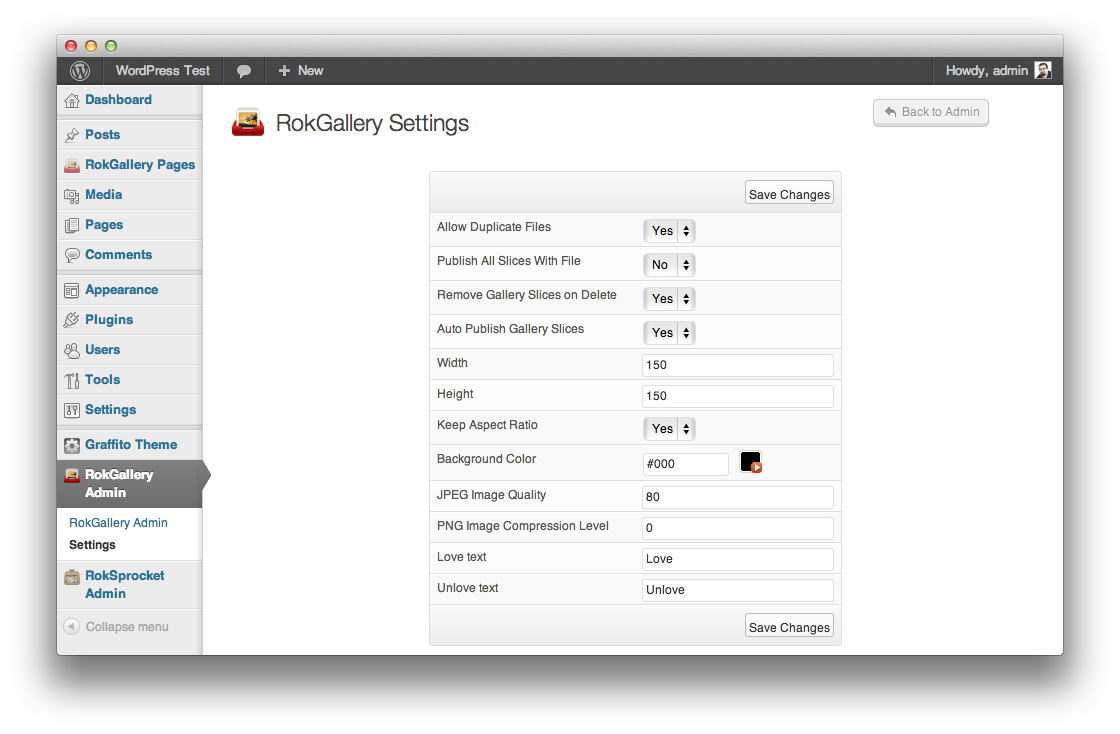 WordPress Test
New
Howdy, admin
Dashboard
Posts
RokGallery Pages
Media
Pages
Comments
Appearance
Plugins
Users
Tools
Settings
Graffito Theme
RokGallery
Admin
RokGallery Admin
Settings
RokSprocket
Admin
Collapse menu
RokGallery Settings
Back to Admin
Save Changes
Allow Duplicate Files Yes
Publish All Slices With File No
Remove Gallery Slices on Delete Yes
Auto Publish Gallery Slices Yes
Width 150
Height 150
Keep Aspect Ratio Yes
Background Color #000
JPEG Image Quality 80
PNG Image Compression Level 0
Love text Love
Unlove text Unlove
Save Changes